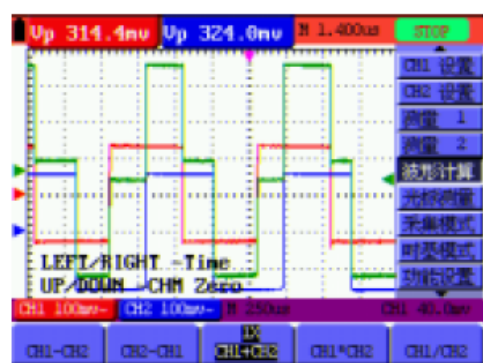 Vp 314.4mv Vp 324.0mv M 1.400us STOP
CH1 设置
CH2 设置
测量 1
测量 2
波形计算
光标测量
采集模式
时基模式
功能设置
LEFT/RIGHT -Time
UP/DOWN -CHM Zero
CH1 100mv~ CH2 100mv~ M 250us CH1 40.0mv
CH1-CH2 CH2-CH1 CH1+CH2 CH1*CH2 CH1/CH2